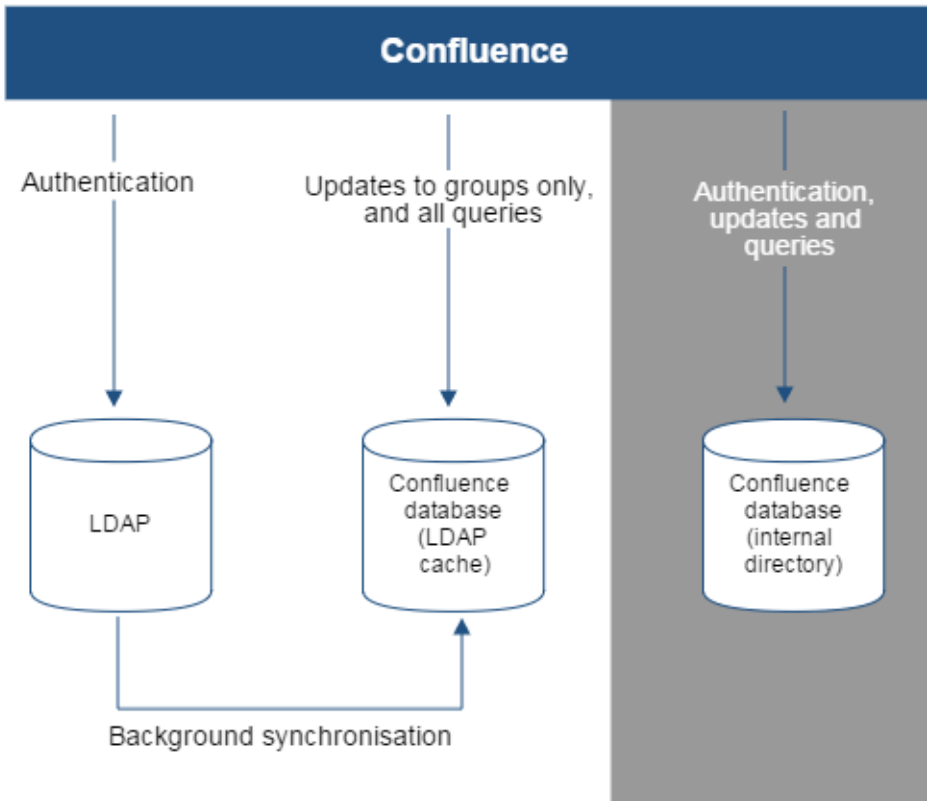 Confluence
Authentication
Updates to groups only,
and all queries
Authentication,
updates and
queries
LDAP
Confluence
database
(LDAP
cache)
Confluence
database
(internal
directory)
Background synchronisation